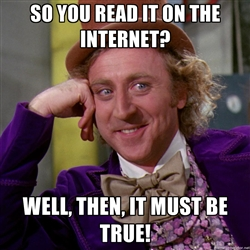 SO YOU READ IT ON THE
INTERNET?
WELL, THEN, IT MUST BE
TRUE!